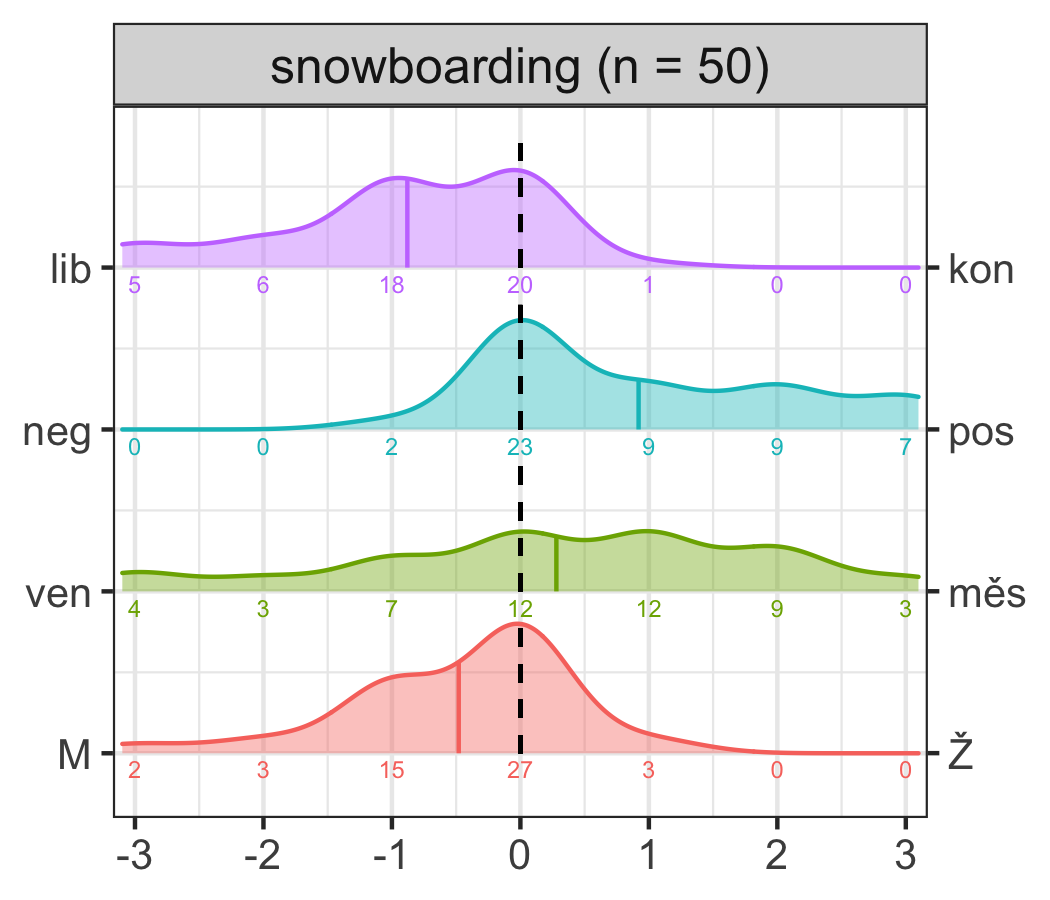 snowboarding (n = 50)
lib kon
5 6 18 20 1 0 0
neg pos
0 0 2 23 9 9 7
ven měs
4 3 7 12 12 9 3
M Ž
2 3 15 27 3 0 0
-3 -2 -1 0 1 2 3